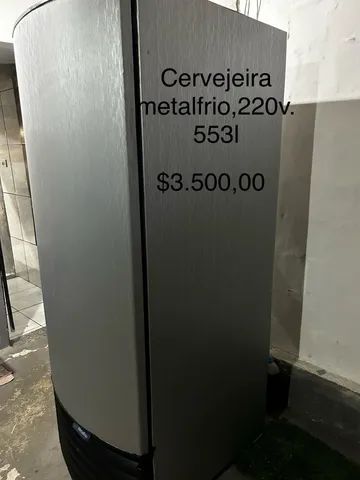 Cervejeira
metalfrio,220v.
553l
$3.500,00